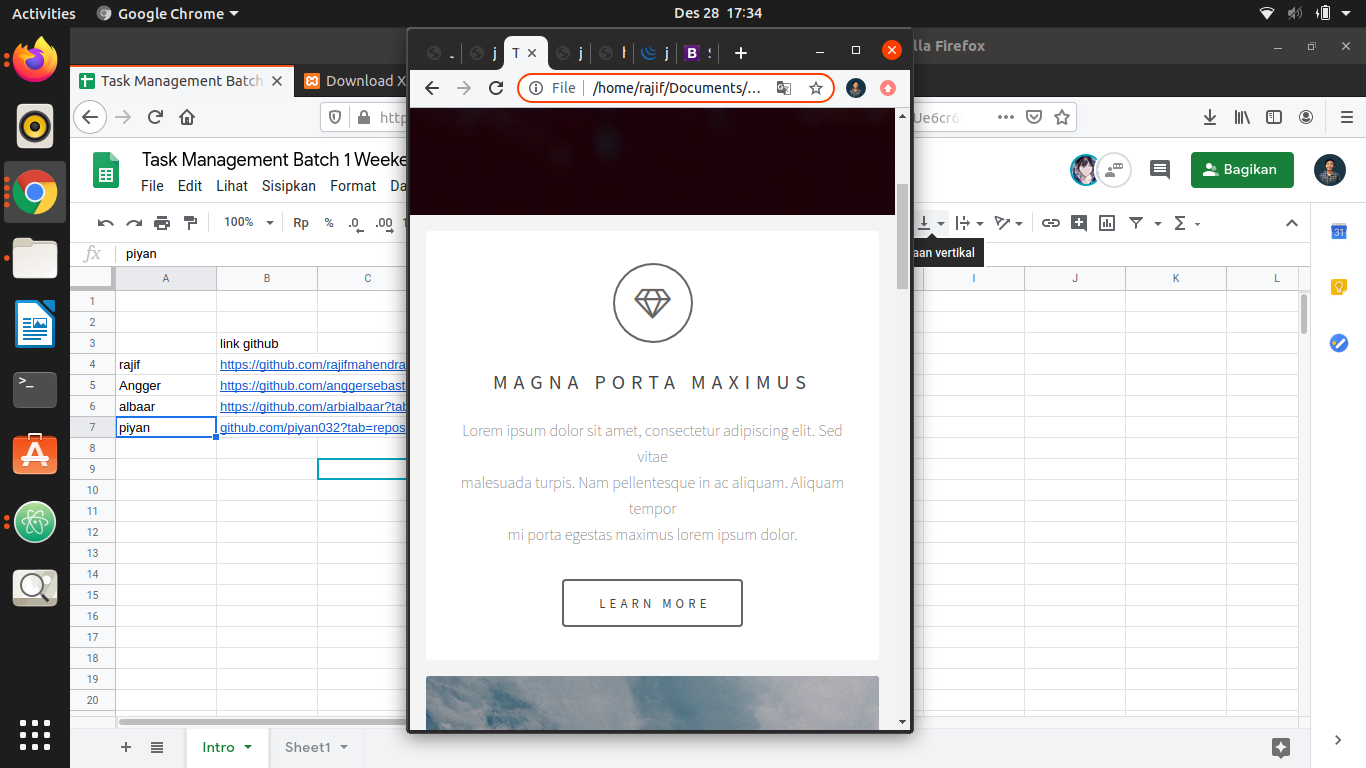 Activities
Google Chrome
Des 28 17:34
lla Firefox
Task Management Batch
Download X
File
/home/rajif/Documents/...
Task Management Batch 1 Weeke
File Edit Lihat Sisipkan Format Da
Bagikan
100%
Rp % .0 .00
aan vertikal
fx
piyan
A B C I J K L
1
2
3 link github
4 rajif https://github.com/rajifmahendra
5 Angger https://github.com/anggersebast
6 albaar https://github.com/arbialbaar?tab
7 piyan github.com/piyan032?tab=repos
8
9
10
11
12
13
14
15
16
17
18
19
20
MAGNA PORTA MAXIMUS
Lorem ipsum dolor sit amet, consectetur adipiscing elit. Sed
vitae
malesuada turpis. Nam pellentesque in ac aliquam. Aliquam
tempor
mi porta egestas maximus lorem ipsum dolor.
LEARN MORE
Intro
Sheet1
31